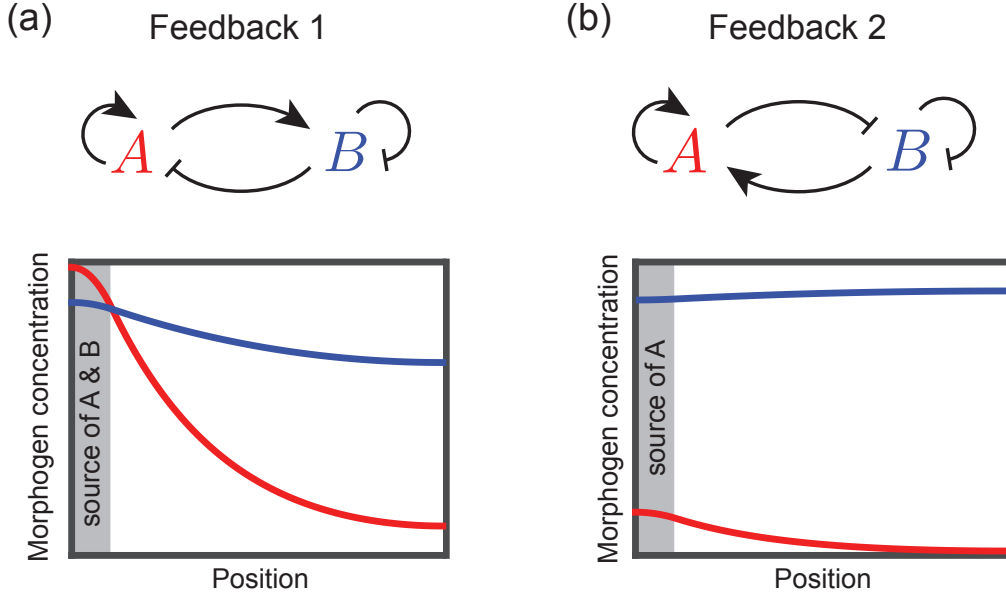 (a)
Feedback 1
A
B
Morphogen concentration
source of A & B
Position
(b)
Feedback 2
A
B
Morphogen concentration
source of A
Position